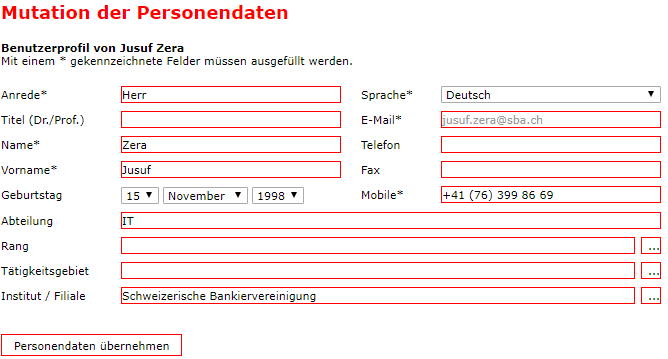 Mutation der Personendaten
Benutzerprofil von Jusuf Zera
Mit einem * gekennzeichnete Felder müssen ausgefüllt werden.
Anrede* Herr Sprache* Deutsch
Titel (Dr./Prof.) E-Mail* jusuf.zera@sba.ch
Name* Zera Telefon
Vorname* Jusuf Fax
Geburtstag 15 November 1998 Mobile* +41 (76) 399 86 69
Abteilung IT
Rang ...
Tätigkeitsgebiet ...
Institut / Filiale Schweizerische Bankiervereinigung ...
Personendaten übernehmen